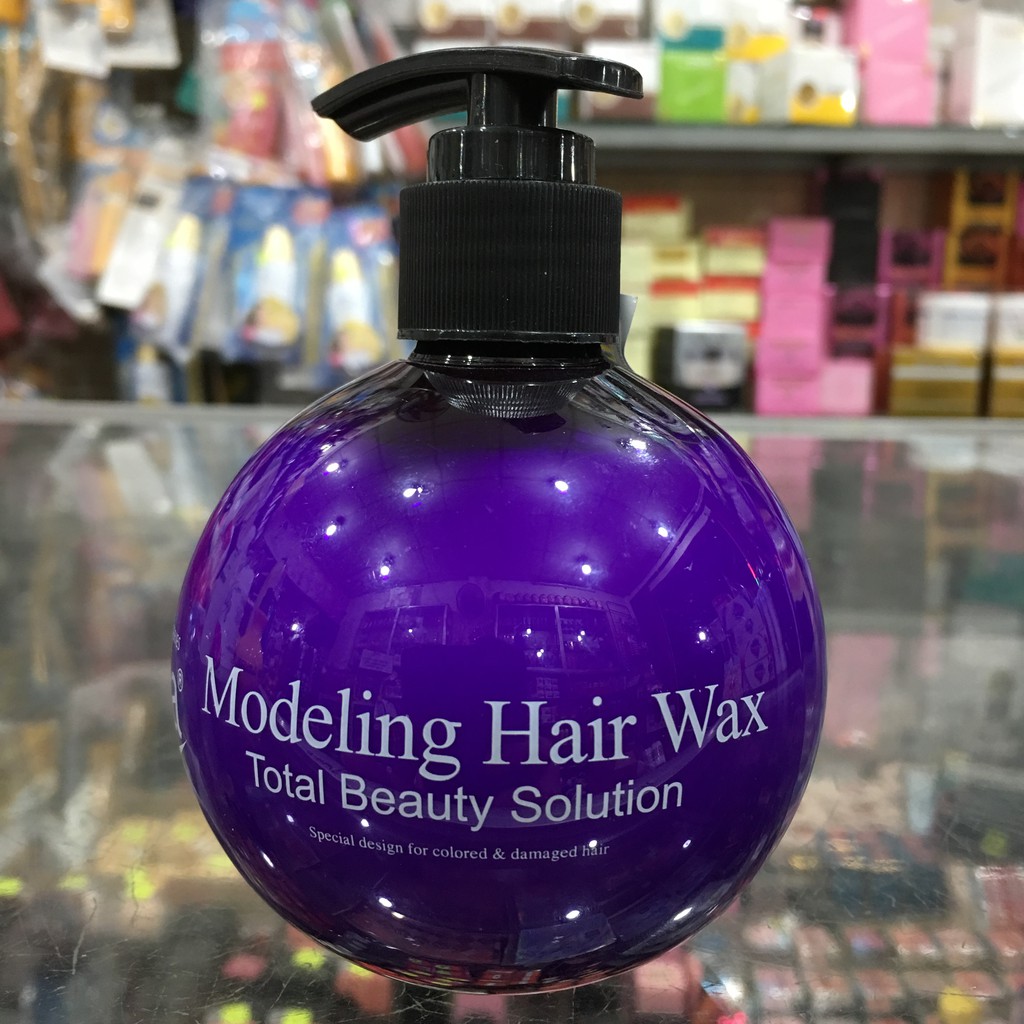 Modeling Hair Wax
Total Beauty Solution
Special design for colored & damaged hair